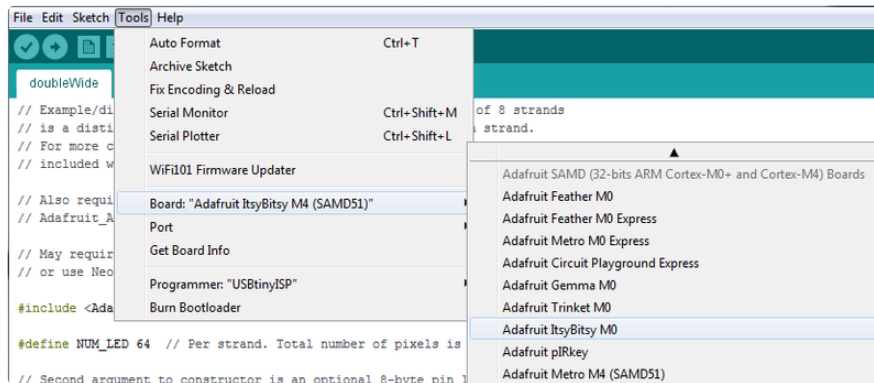 File Edit Sketch Tools Help
Auto Format Ctrl+T
Archive Sketch
doubleWide
Fix Encoding & Reload
// Example/di
Serial Monitor Ctrl+Shift+M
of 8 strands
// is a disti
Serial Plotter Ctrl+Shift+L
strand.
// For more c
// included w
WiFi101 Firmware Updater
Adafruit SAMD (32-bits ARM Cortex-M0+ and Cortex-M4) Boards
// Also requi
Board: "Adafruit ItsyBitsy M4 (SAMD51)"
Adafruit Feather M0
// Adafruit_A
Port
Adafruit Feather M0 Express
Get Board Info
Adafruit Metro M0 Express
// May requir
Adafruit Circuit Playground Express
// or use Neo
Programmer: "USBtinyISP"
Adafruit Gemma M0
#include <Ada
Burn Bootloader
Adafruit Trinket M0
Adafruit ItsyBitsy M0
#define NUM_LED 64 // Per strand. Total number of pixels is
Adafruit pIRkey
Adafruit Metro M4 (SAMD51)
// Second argument to constructor is an optional 8-byte pin l